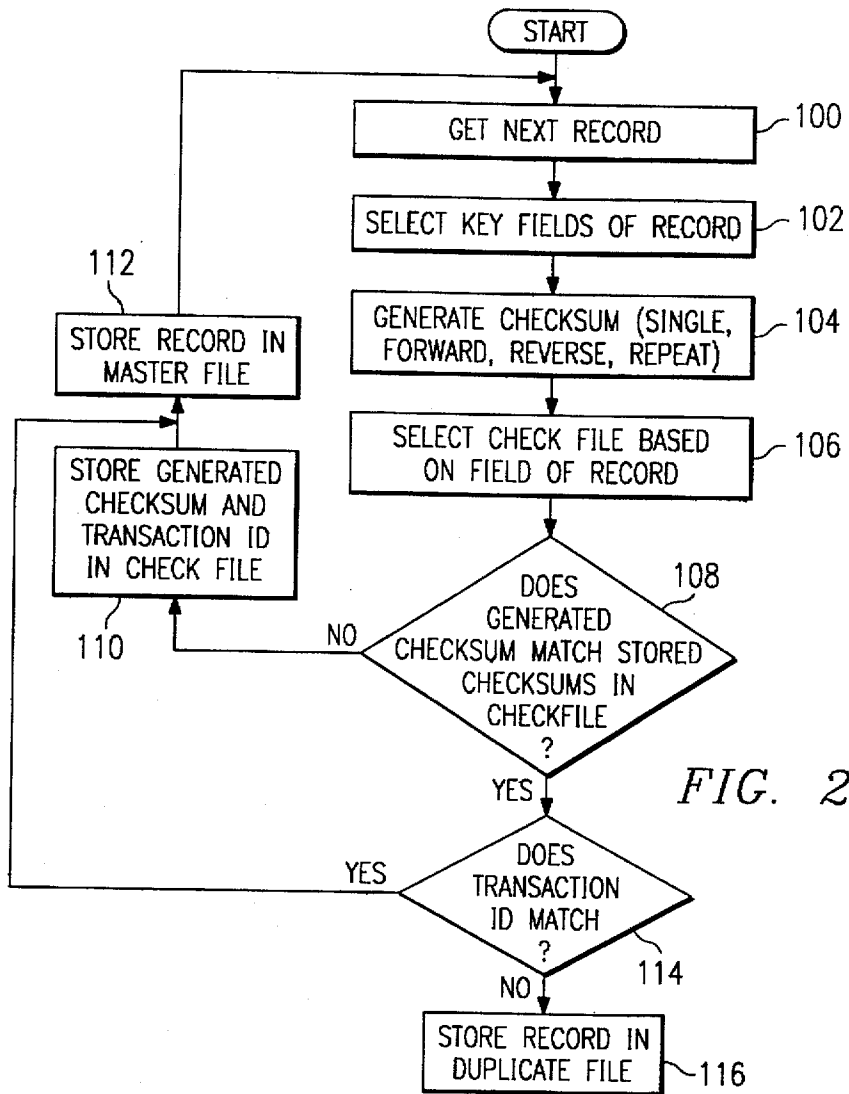 START
GET NEXT RECORD
100
SELECT KEY FIELDS OF RECORD
102
GENERATE CHECKSUM (SINGLE,
FORWARD, REVERSE, REPEAT)
104
SELECT CHECK FILE BASED
ON FIELD OF RECORD
106
112
STORE RECORD IN
MASTER FILE
STORE GENERATED
CHECKSUM AND
TRANSACTION ID
IN CHECK FILE
110
NO
DOES
GENERATED
CHECKSUM MATCH STORED
CHECKSUMS IN
CHECKFILE
?
108
YES
FIG. 2
YES
DOES
TRANSACTION
ID MATCH
?
114
NO
STORE RECORD IN
DUPLICATE FILE
116